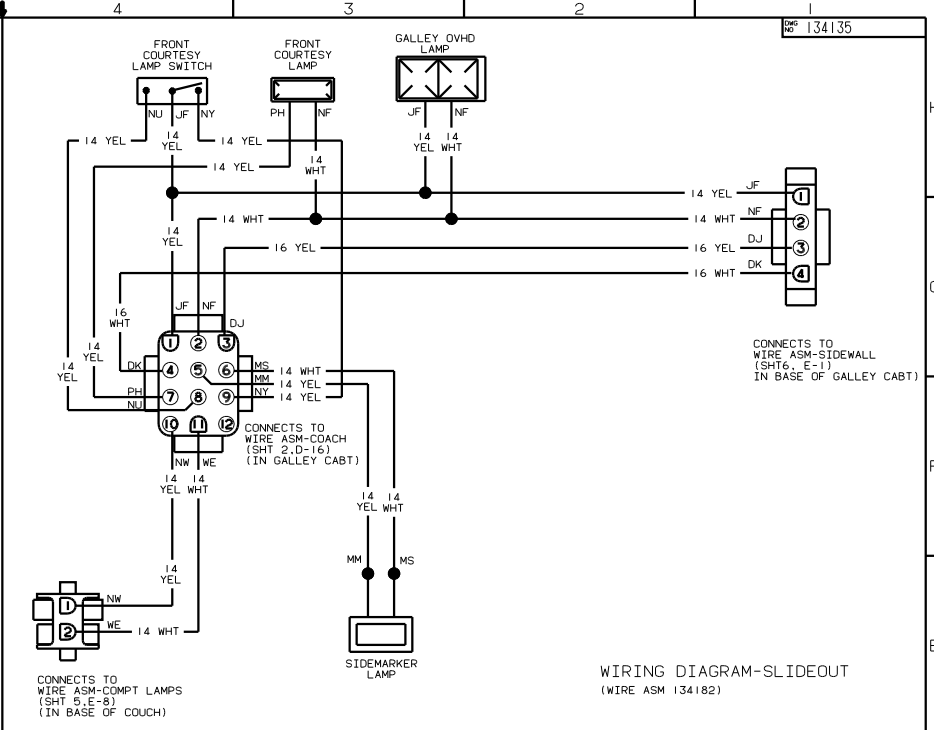 4
3
2
1
DWG
NO
134135
FRONT
COURTESY
LAMP SWITCH
FRONT
COURTESY
LAMP
GALLEY OVHD
LAMP
NU
JF
NY
PH
NF
JF
NF
14 YEL
14
YEL
14 YEL
14 YEL
14
WHT
14
YEL
14
WHT
14 YEL
JF
1
14 WHT
14 WHT
NF
2
14
YEL
16 YEL
16 YEL
DJ
3
16 WHT
DK
4
16
WHT
JF
NF
DJ
1
2
3
14
YEL
14
YEL
DK
4
5
6
MS
14 WHT
MM
14 YEL
PH
7
8
9
NY
14 YEL
NU
10
11
12
CONNECTS TO
WIRE ASM-SIDEWALL
(SHT6, E-1)
IN BASE OF GALLEY CABT)
CONNECTS TO
WIRE ASM-COACH
(SHT 2,D-16)
(IN GALLEY CABT)
NW
WE
14
YEL
14
WHT
14
YEL
14
WHT
14
YEL
MM
MS
1
NW
2
WE
14 WHT
SIDEMARKER
LAMP
CONNECTS TO
WIRE ASM-COMPT LAMPS
(SHT 5,E-8)
(IN BASE OF COUCH)
WIRING DIAGRAM-SLIDEOUT
(WIRE ASM 134182)